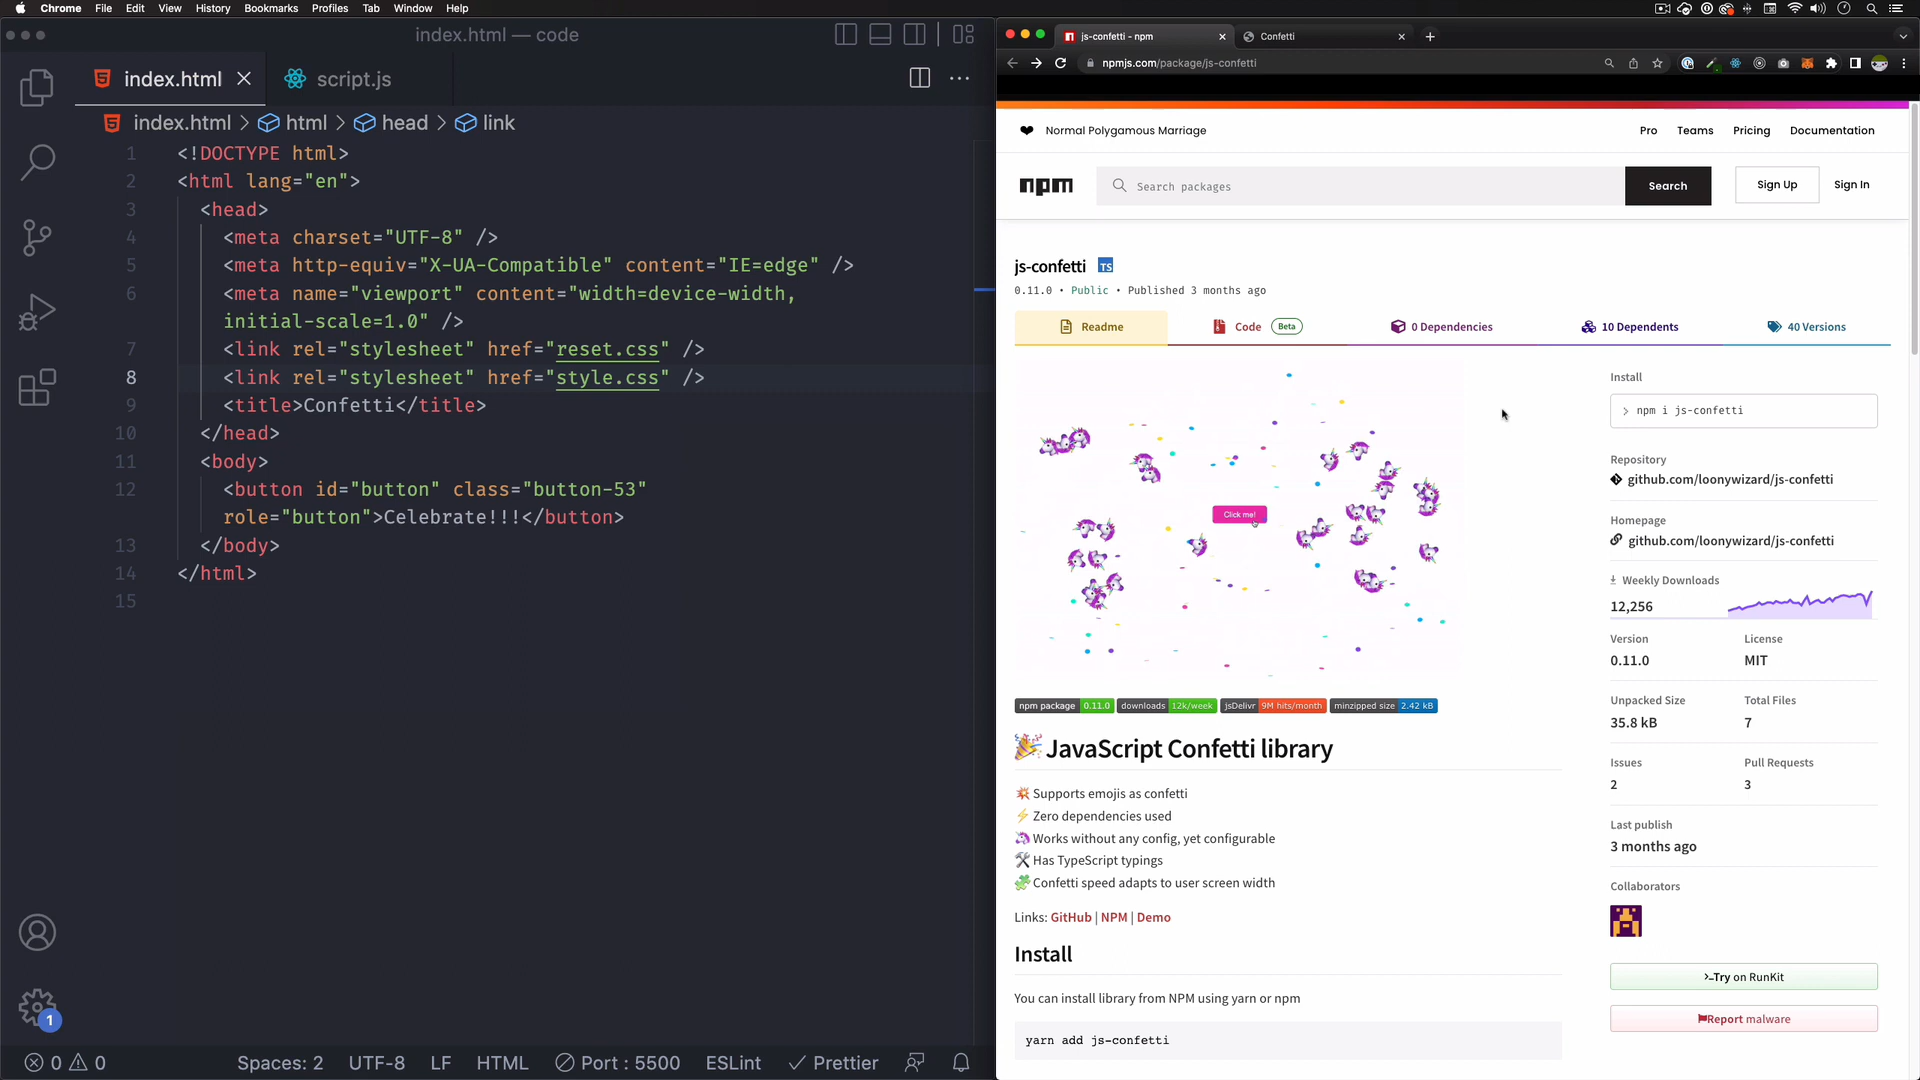 Chrome File Edit View History Bookmarks Profiles Tab Window Help
index.html — code
index.html
script.js
index.html > html > head > link
1 <!DOCTYPE html>
2 <html lang="en">
3 <head>
4 <meta charset="UTF-8" />
5 <meta http-equiv="X-UA-Compatible" content="IE=edge" />
6 <meta name="viewport" content="width=device-width,
initial-scale=1.0" />
7 <link rel="stylesheet" href="reset.css" />
8 <link rel="stylesheet" href="style.css" />
9 <title>Confetti</title>
10 </head>
11 <body>
12 <button id="button" class="button-53"
role="button">Celebrate!!!</button>
13 </body>
14 </html>
15
1
0 0 Spaces: 2 UTF-8 LF HTML Port : 5500 ESLint Prettier
js-confetti - npm
Confetti
npmjs.com/package/js-confetti
Normal Polygamous Marriage
Pro Teams Pricing Documentation
npm
Search packages
Search
Sign Up
Sign In
js-confetti TS
0.11.0 • Public • Published 3 months ago
Readme
Code Beta
0 Dependencies
10 Dependents
40 Versions
Click me!
npm package 0.11.0 downloads 12k/week jsDelivr 9M hits/month minzipped size 2.42 kB
🎉 JavaScript Confetti library
💥 Supports emojis as confetti
⚡ Zero dependencies used
🦄 Works without any config, yet configurable
🛠 Has TypeScript typings
🧩 Confetti speed adapts to user screen width
Links: GitHub | NPM | Demo
Install
You can install library from NPM using yarn or npm
yarn add js-confetti
Install
> npm i js-confetti
Repository
github.com/loonywizard/js-confetti
Homepage
github.com/loonywizard/js-confetti
Weekly Downloads
12,256
Version License
0.11.0 MIT
Unpacked Size Total Files
35.8 kB 7
Issues Pull Requests
2 3
Last publish
3 months ago
Collaborators
>_Try on RunKit
Report malware